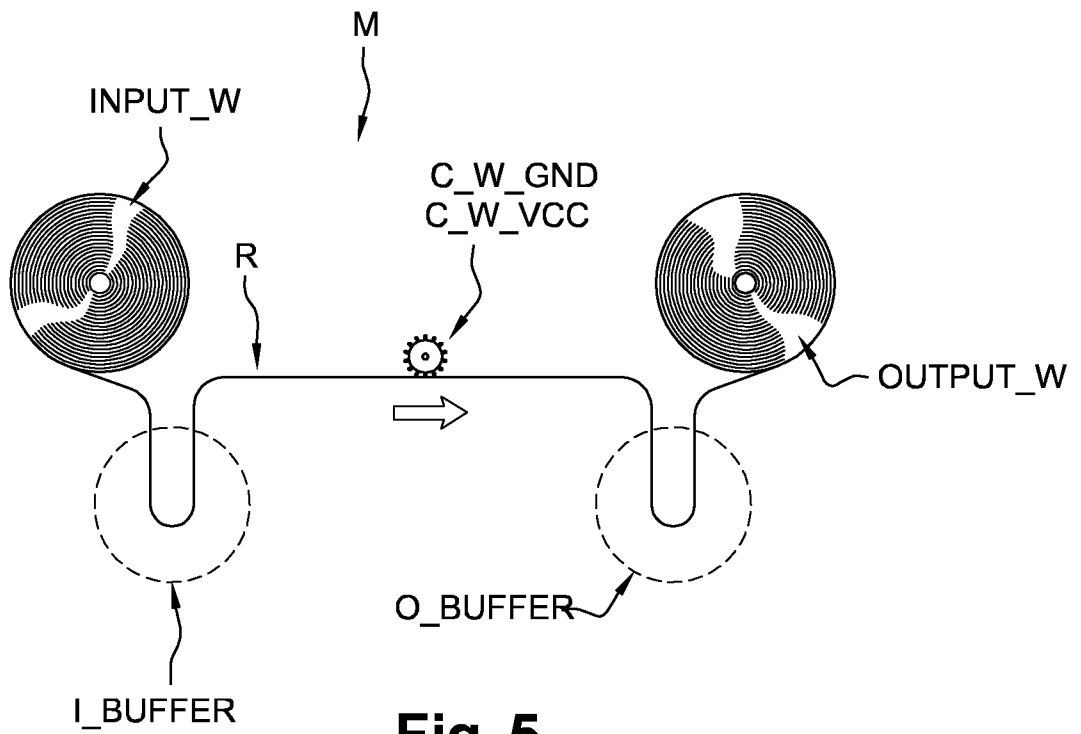 M
INPUT_W
C_W_GND
C_W_VCC
R
OUTPUT_W
O_BUFFER
I_BUFFER
Fig. 5